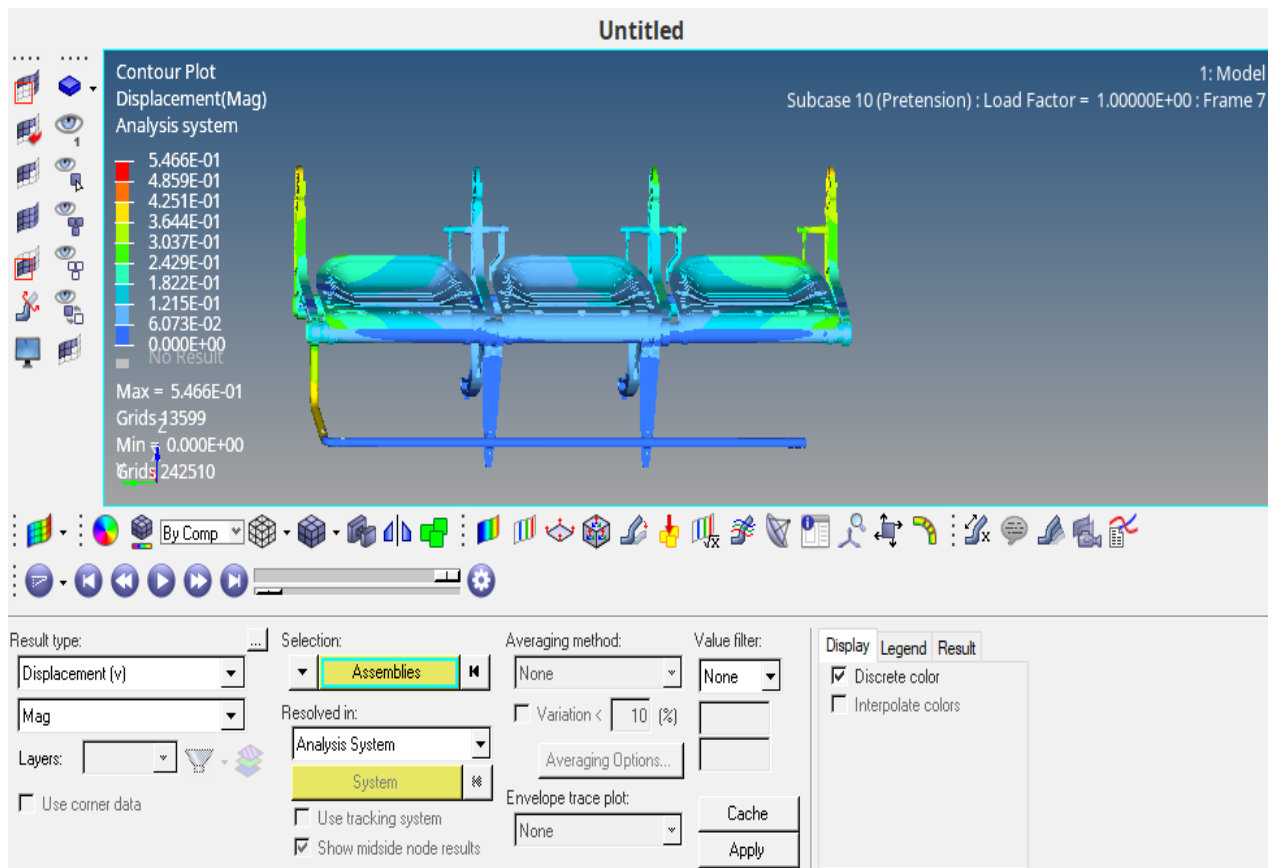 Untitled
Contour Plot
Displacement(Mag)
Analysis system
1: Model
Subcase 10 (Pretension) : Load Factor = 1.00000E+00 : Frame 7
5.466E-01
4.859E-01
4.251E-01
3.644E-01
3.037E-01
2.429E-01
1.822E-01
1.215E-01
6.073E-02
0.000E+00
No Result
Max = 5.466E-01
Grids 13599
Z
Min = 0.000E+00
Grids 242510
1
By Comp
Result type:
...
Displacement (v)
Mag
Layers:
Use corner data
Selection:
Assemblies
Resolved in:
Analysis System
System
Use tracking system
Show midside node results
Averaging method:
None
Variation < 10 (%)
Averaging Options...
Envelope trace plot:
None
Value filter:
None
Cache
Apply
Display Legend Result
Discrete color
Interpolate colors